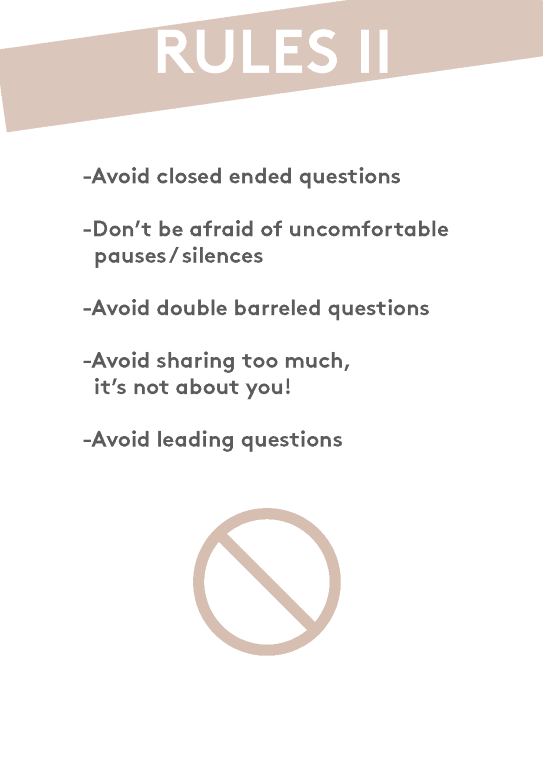 RULES II
-Avoid closed ended questions
-Don’t be afraid of uncomfortable
pauses/silences
-Avoid double barreled questions
-Avoid sharing too much,
it’s not about you!
-Avoid leading questions